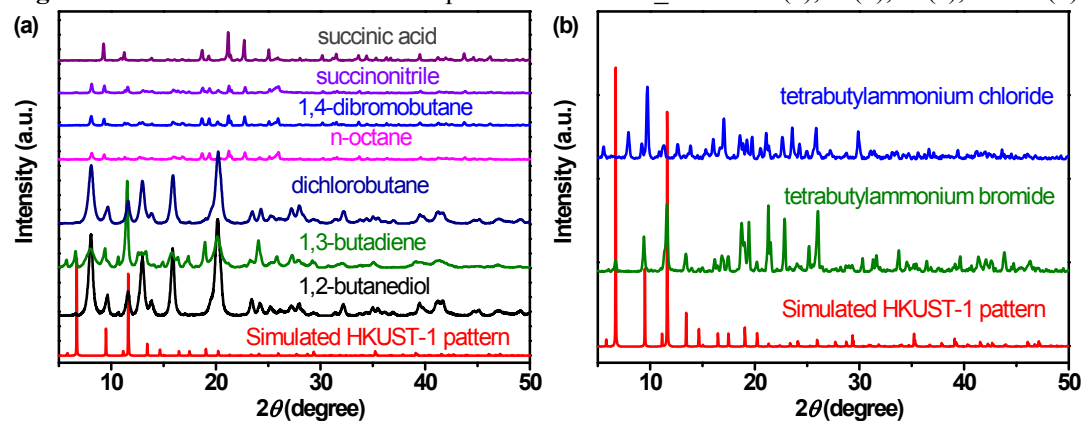 (a)
succinic acid
succinonitrile
1,4-dibromobutane
n-octane
dichlorobutane
1,3-butadiene
1,2-butanediol
Simulated HKUST-1 pattern
Intensity (a.u.)
10 20 30 40 50
2θ (degree)
(b)
tetrabutylammonium chloride
tetrabutylammonium bromide
Simulated HKUST-1 pattern
Intensity (a.u.)
10 20 30 40 50
2θ (degree)